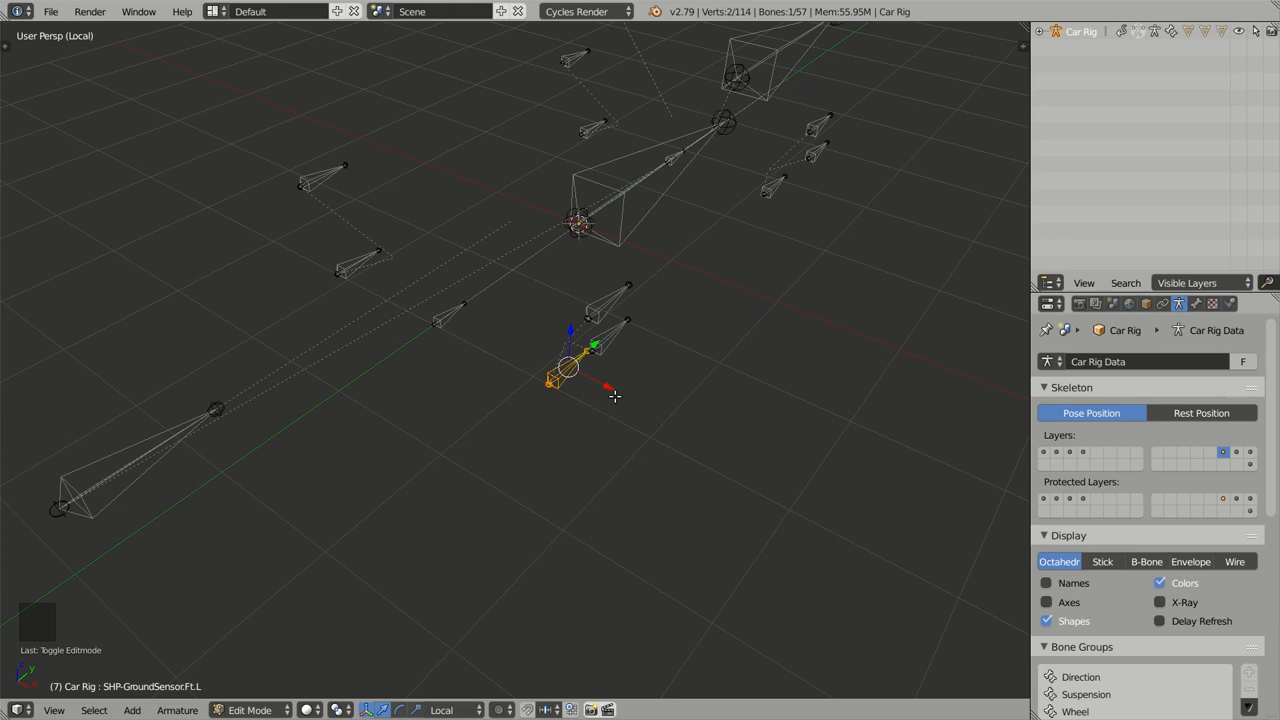 File Render Window Help Default Scene Cycles Render v2.79 | Verts:2/114 | Bones:1/57 | Mem:55.95M | Car Rig
User Persp (Local)
Car Rig
View Search Visible Layers
Car Rig Car Rig Data
Car Rig Data F
Skeleton
Pose Position Rest Position
Layers:
Protected Layers:
Display
Octahedr Stick B-Bone Envelope Wire
Names Colors
Axes X-Ray
Shapes Delay Refresh
Bone Groups
Direction
Suspension
Wheel
Last: Toggle Editmode
(7) Car Rig : SHP-GroundSensor.Ft.L
View Select Add Armature Edit Mode Local